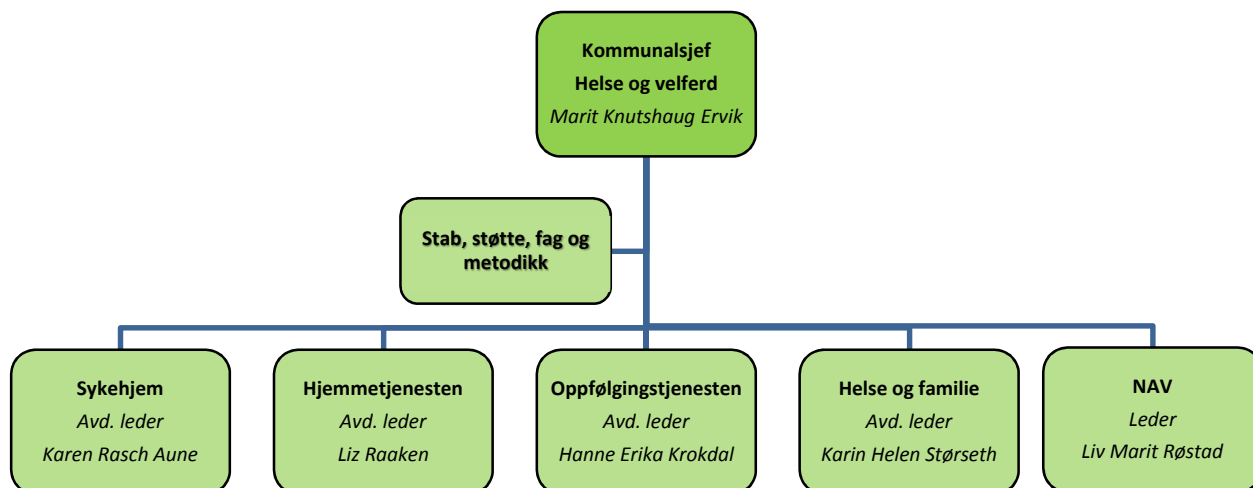 Kommunalsjef
Helse og velferd
Marit Knutshaug Ervik
Stab, støtte, fag og
metodikk
Sykehjem
Avd. leder
Karen Rasch Aune
Hjemmetjenesten
Avd. leder
Liz Raaken
Oppfølgingstjenesten
Avd. leder
Hanne Erika Krokdal
Helse og familie
Avd. leder
Karin Helen Størseth
NAV
Leder
Liv Marit Røstad